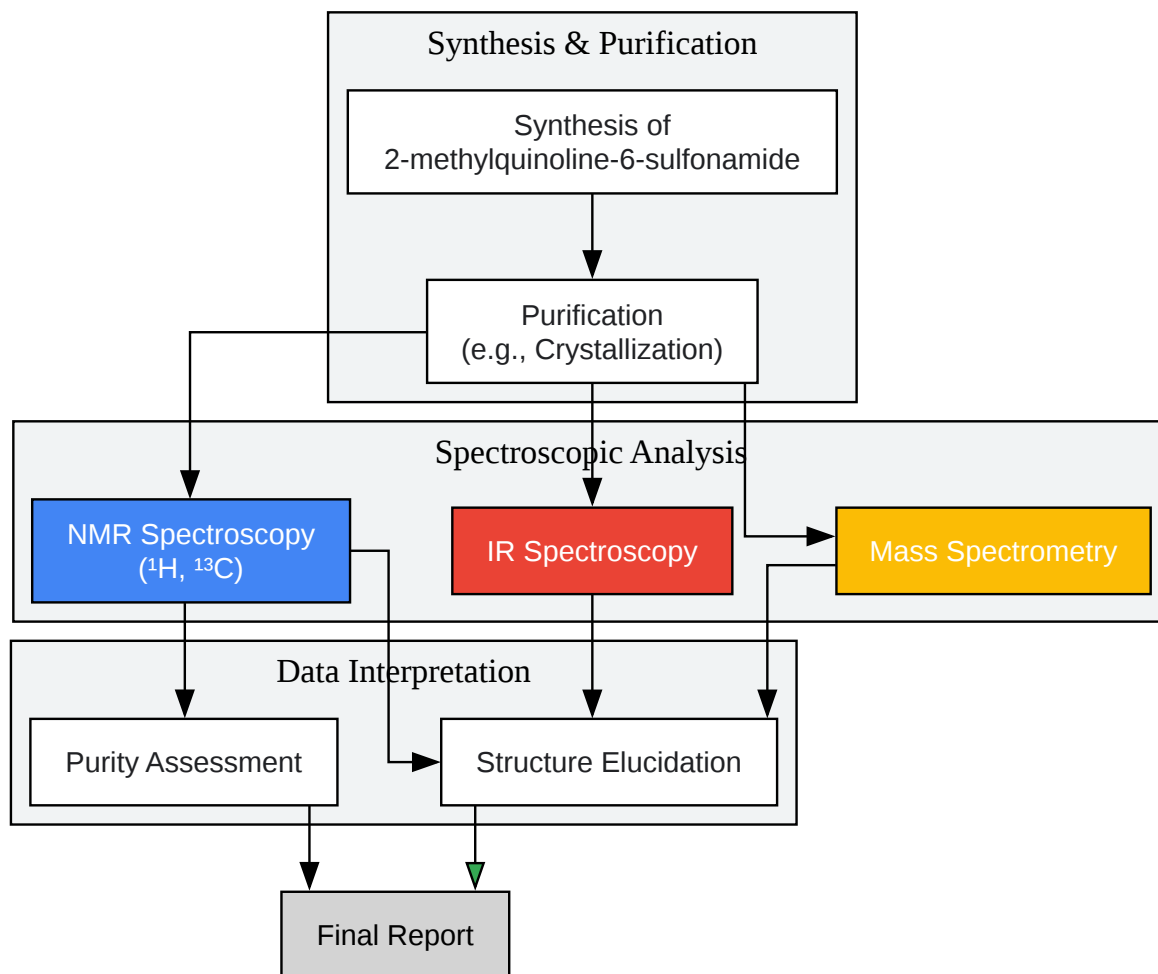 Synthesis & Purification
Synthesis of
2-methylquinoline-6-sulfonamide
Purification
(e.g., Crystallization)
Spectroscopic Analysis
NMR Spectroscopy
(¹H, ¹³C)
IR Spectroscopy
Mass Spectrometry
Data Interpretation
Purity Assessment
Structure Elucidation
Final Report